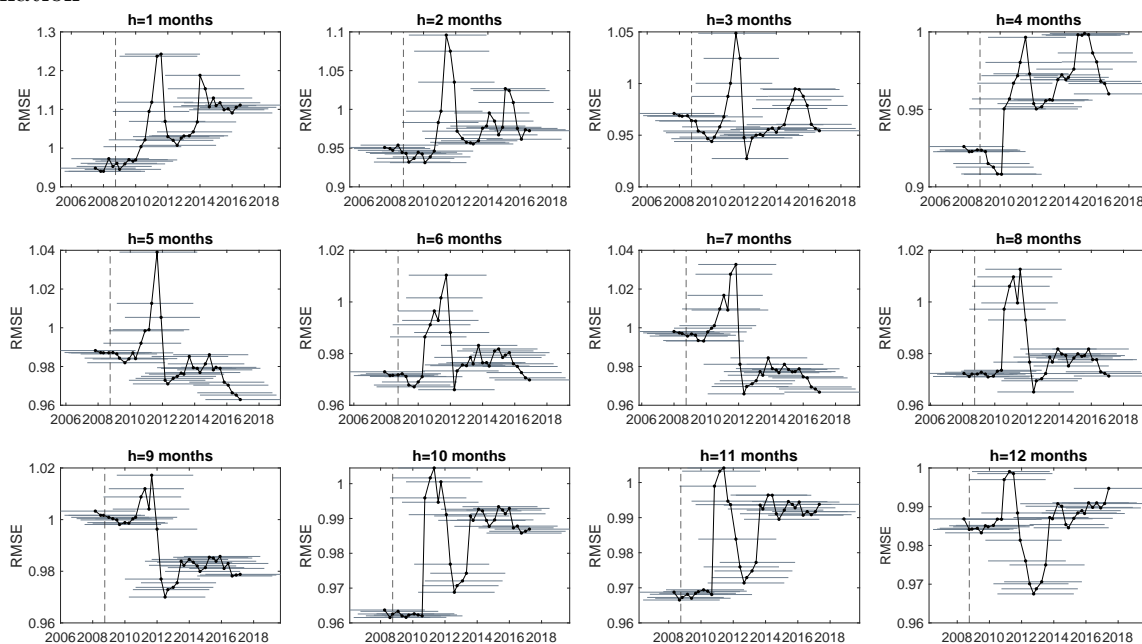 h=1 months h=2 months h=3 months h=4 months
1.3 1.1 1.05 1
1.2
1.05 1
1.1 0.95
1 0.95 0.95
1
0.9 0.9 0.9 0.9
RMSE RMSE RMSE RMSE
2006 2008 2010 2012 2014 2016 2018 2006 2008 2010 2012 2014 2016 2018 2006 2008 2010 2012 2014 2016 2018 2006 2008 2010 2012 2014 2016 2018
h=5 months h=6 months h=7 months h=8 months
1.04 1.02 1.04 1.02
1.02 1 1.02 1
1 1
0.98 0.98 0.98 0.98
0.96 0.96 0.96 0.96
RMSE RMSE RMSE RMSE
2006 2008 2010 2012 2014 2016 2018 2006 2008 2010 2012 2014 2016 2018 2006 2008 2010 2012 2014 2016 2018 2006 2008 2010 2012 2014 2016 2018
h=9 months h=10 months h=11 months h=12 months
1.02 1 1 1
1 0.99 0.99 0.99
0.98 0.98 0.98 0.98
0.97 0.97 0.97
0.96 0.96 0.96 0.96
RMSE RMSE RMSE RMSE
2006 2008 2010 2012 2014 2016 2018 2008 2010 2012 2014 2016 2018 2008 2010 2012 2014 2016 2018 2008 2010 2012 2014 2016 2018